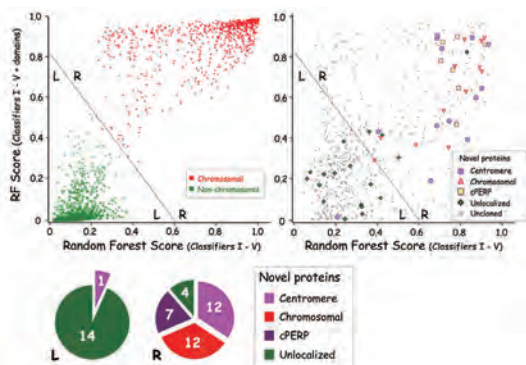 RF Score (Classifiers I - V + domains)
1.0
0.8
0.6
0.4
0.2
0
L R
L R
Chromosomal
Non-chromosomal
0 0.2 0.4 0.6 0.8 1.0
Random Forest Score (Classifiers I - V)
1.0
0.8
0.6
0.4
0.2
0
L R
L R
Novel proteins
Centromere
Chromosomal
cPERP
Unlocalized
Uncloned
0 0.2 0.4 0.6 0.8 1.0
Random Forest Score (Classifiers I - V)
1
14
L
4
12
7
12
R
Novel proteins
Centromere
Chromosomal
cPERP
Unlocalized